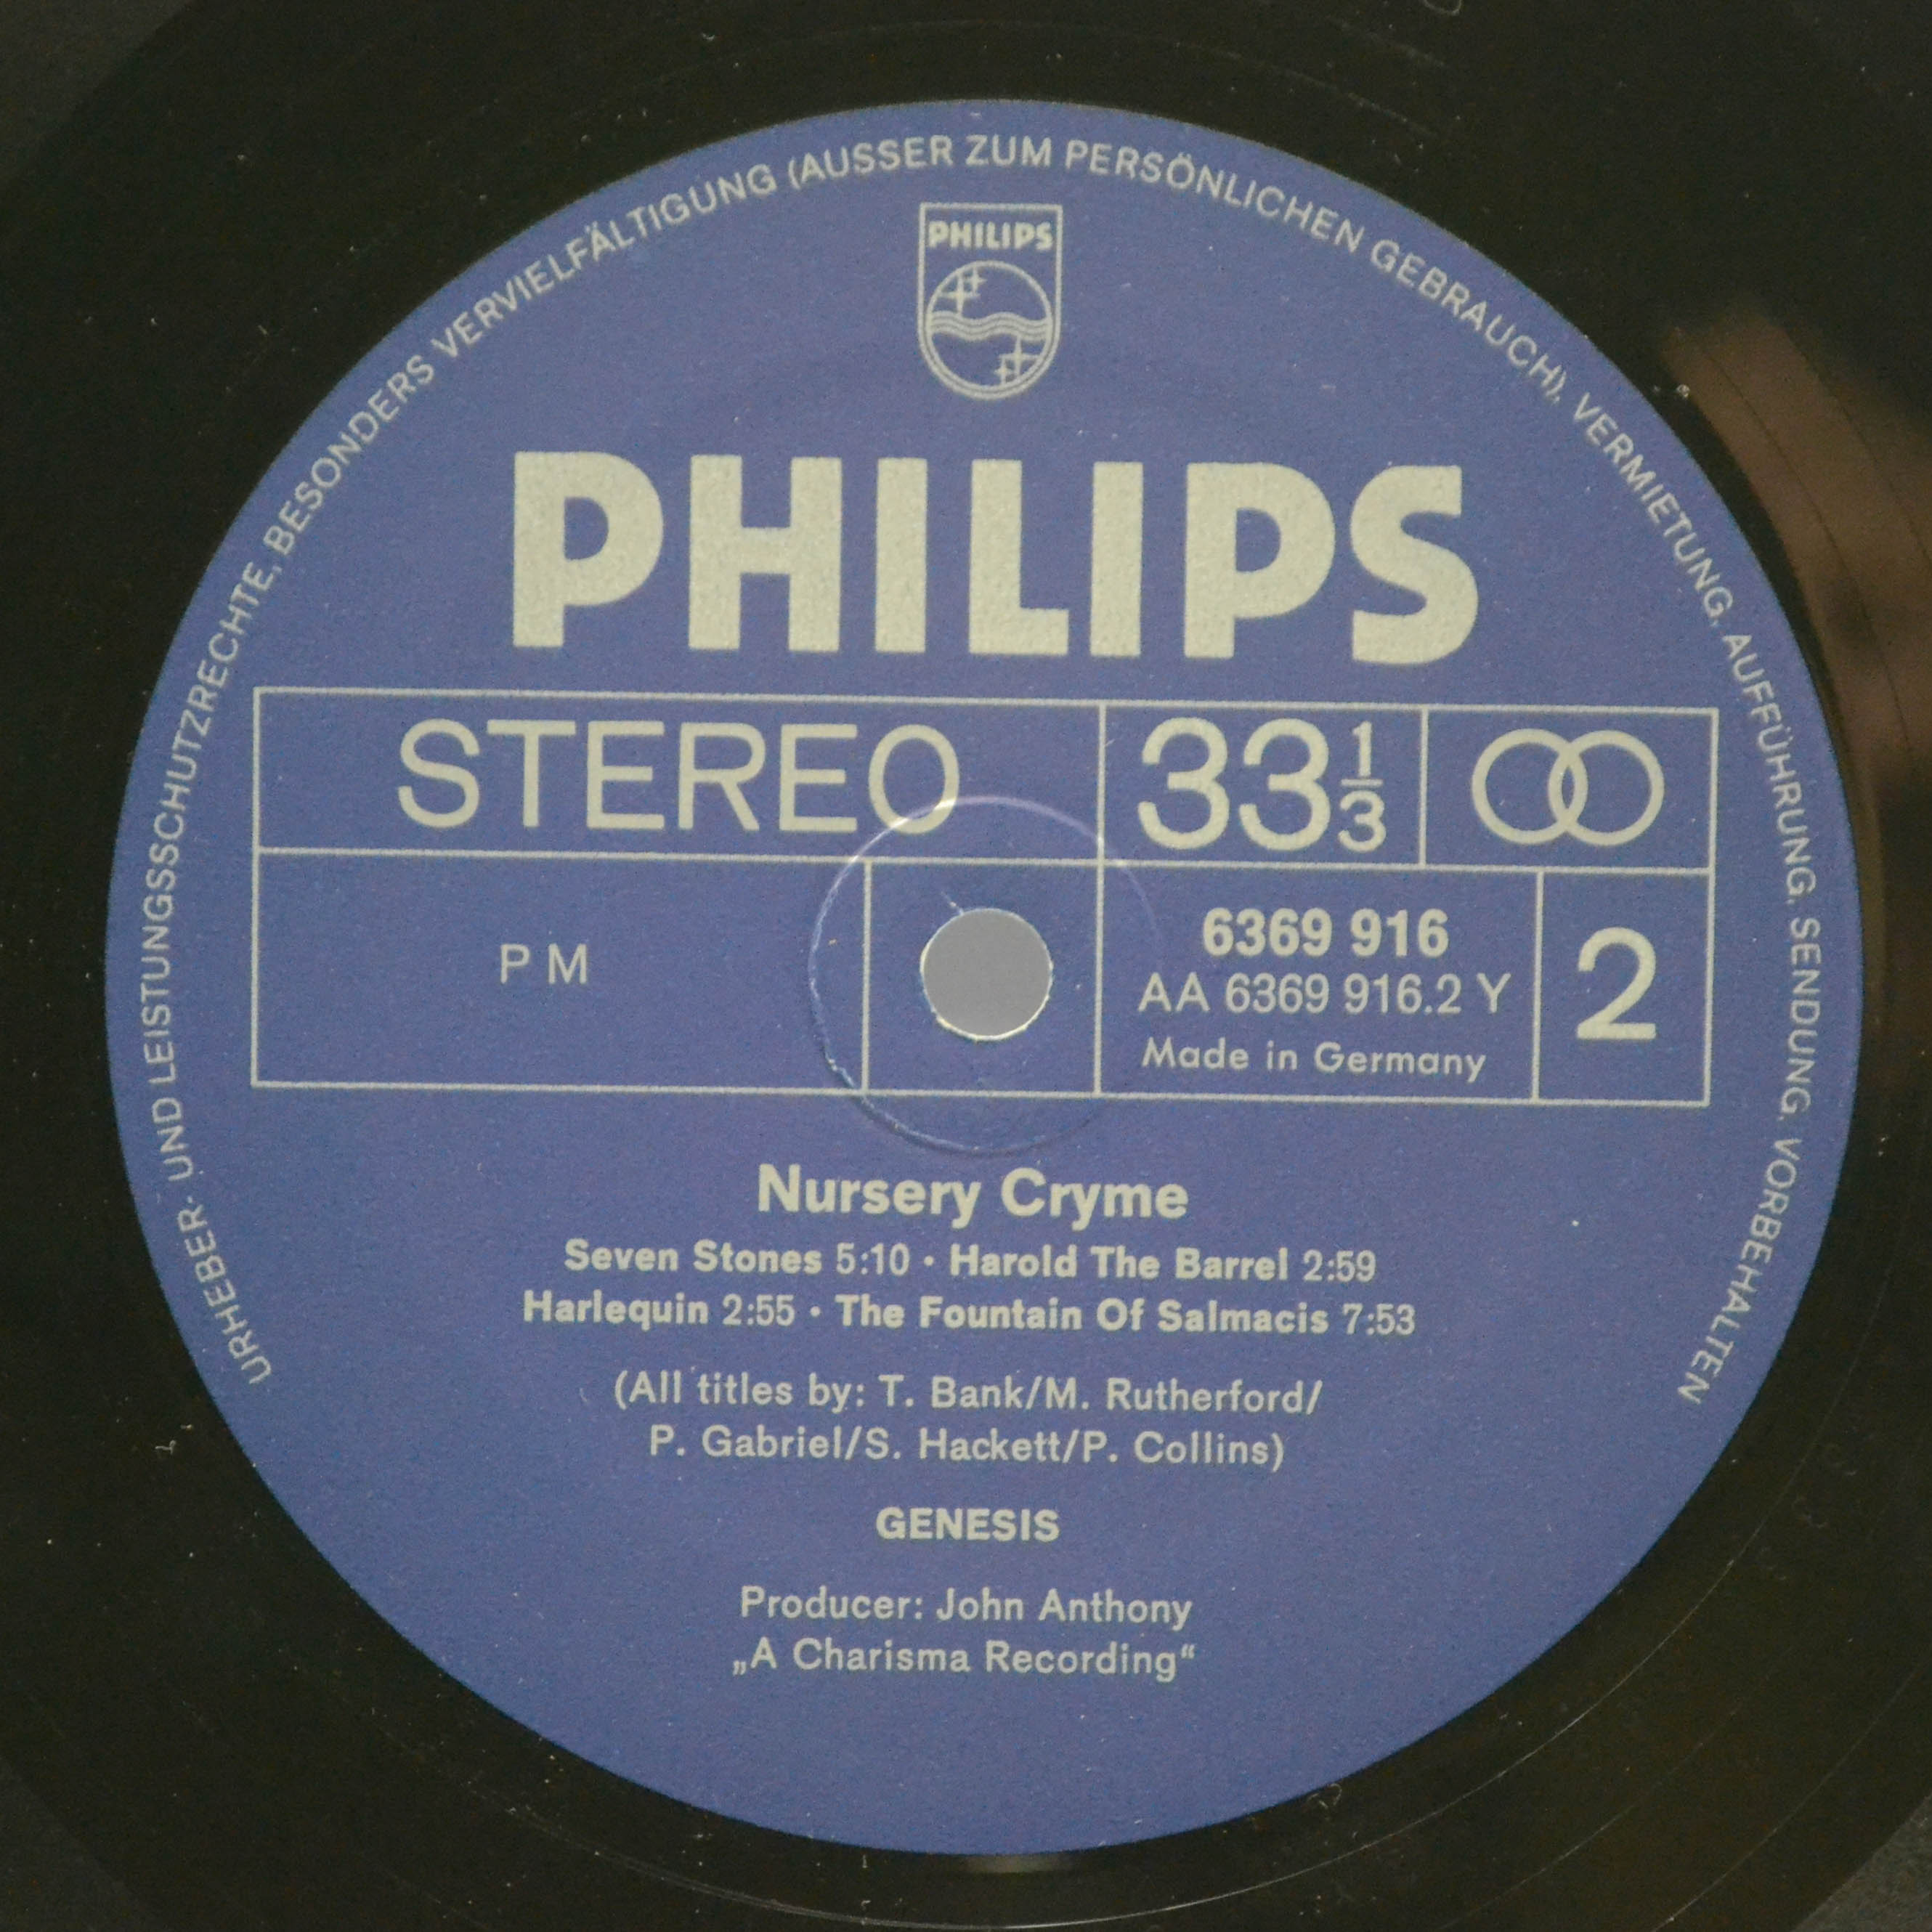 URHEBER- UND LEISTUNGSSCHUTZRECHTE, BESONDERS VERVIELFÄLTIGUNG (AUSSER ZUM PERSÖNLICHEN GEBRAUCH), VERMIETUNG, AUFFÜHRUNG, SENDUNG, VORBEHALTEN
PHILIPS
PHILIPS
STEREO 33 1/3
PM
6369 916
AA 6369 916.2 Y
Made in Germany
2
Nursery Cryme
Seven Stones 5:10 · Harold The Barrel 2:59
Harlequin 2:55 · The Fountain Of Salmacis 7:53
(All titles by: T. Bank/M. Rutherford/
P. Gabriel/S. Hackett/P. Collins)
GENESIS
Producer: John Anthony
„A Charisma Recording“